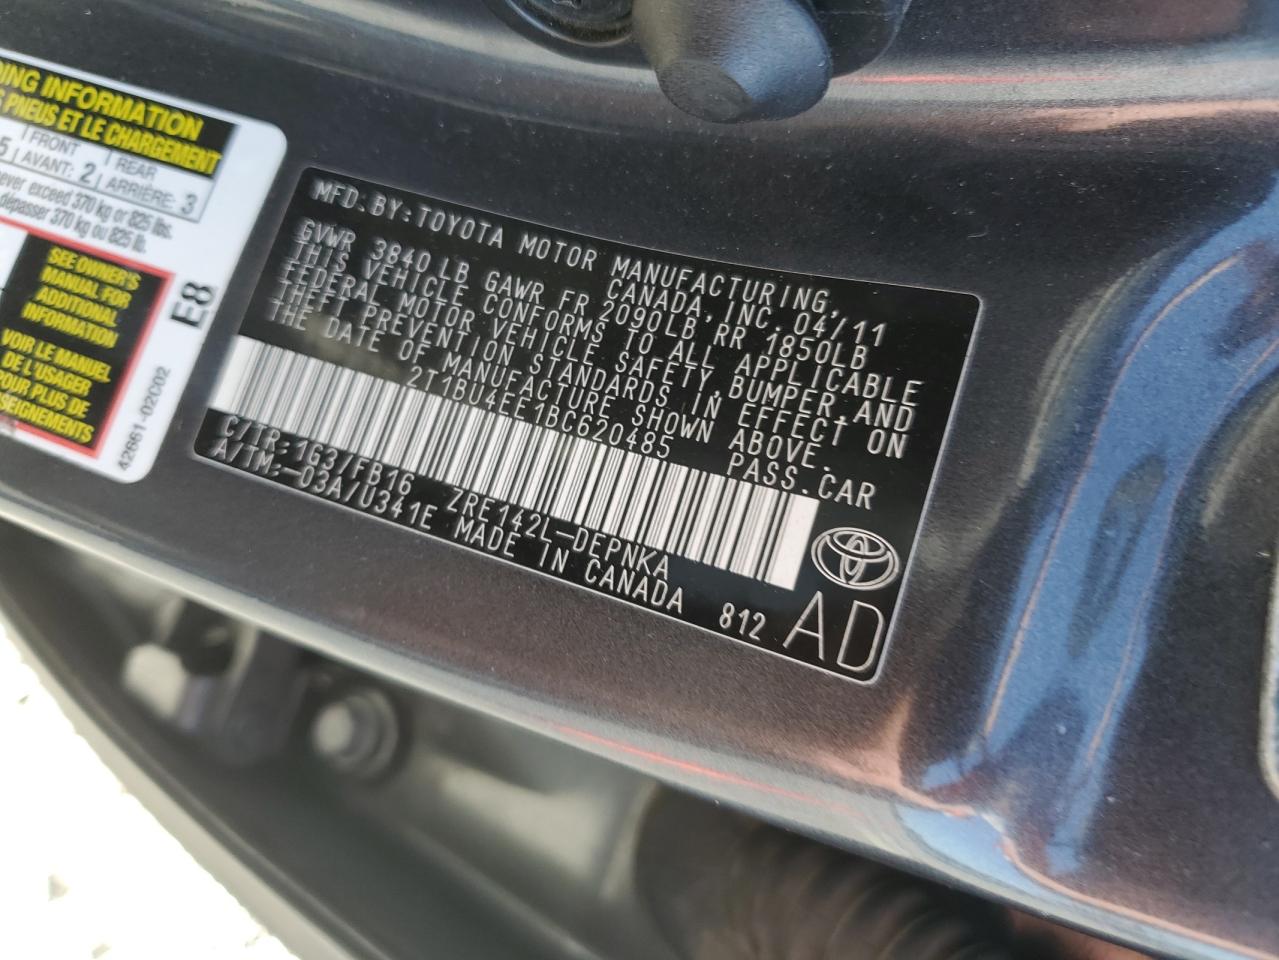 DING INFORMATION
S PNEUS ET LE CHARGEMENT
5 FRONT AVANT: 2 REAR ARRIÈRE: 3
never exceed 370 kg or 825 lbs.
dépasser 370 kg ou 825 lb.
SEE OWNER'S
MANUAL FOR
ADDITIONAL
INFORMATION
VOIR LE MANUEL
DE L'USAGER
POUR PLUS DE
SEIGNEMENTS
E8
42661-02C02
MFD.BY:TOYOTA MOTOR MANUFACTURING,
CANADA,INC.04/11
GVWR 3840LB GAWR FR 2090LB RR 1850LB
THIS VEHICLE CONFORMS TO ALL APPLICABLE
FEDERAL MOTOR VEHICLE SAFETY,BUMPER,AND
THEFT PREVENTION STANDARDS IN EFFECT ON
THE DATE OF MANUFACTURE SHOWN ABOVE.
2T1BU4EE1BC620485 PASS.CAR
C/TR:1G3/FB16 ZRE142L-DEPNKA
A/TM:-03A/U341E MADE IN CANADA 812 AD